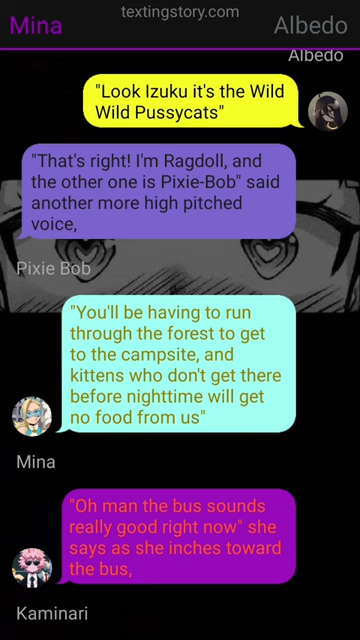 textingstory.com
Mina
Albedo
Albedo
"Look Izuku it's the Wild
Wild Pussycats"
"That's right! I'm Ragdoll, and
the other one is Pixie-Bob" said
another more high pitched
voice,
Pixie Bob
"You'll be having to run
through the forest to get
to the campsite, and
kittens who don't get there
before nighttime will get
no food from us"
Mina
"Oh man the bus sounds
really good right now" she
says as she inches toward
the bus,
Kaminari